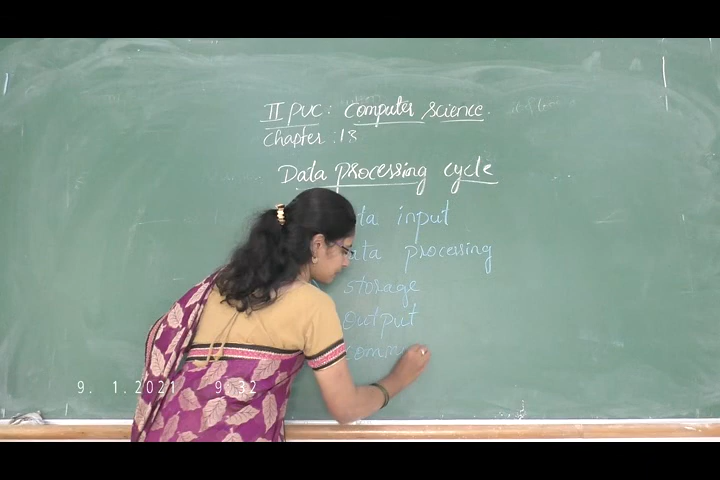 II PUC: Computer science.
Chapter :13
Data processing cycle
ta input
ata processing
storage
output
comm
9. 1.2021 9:32